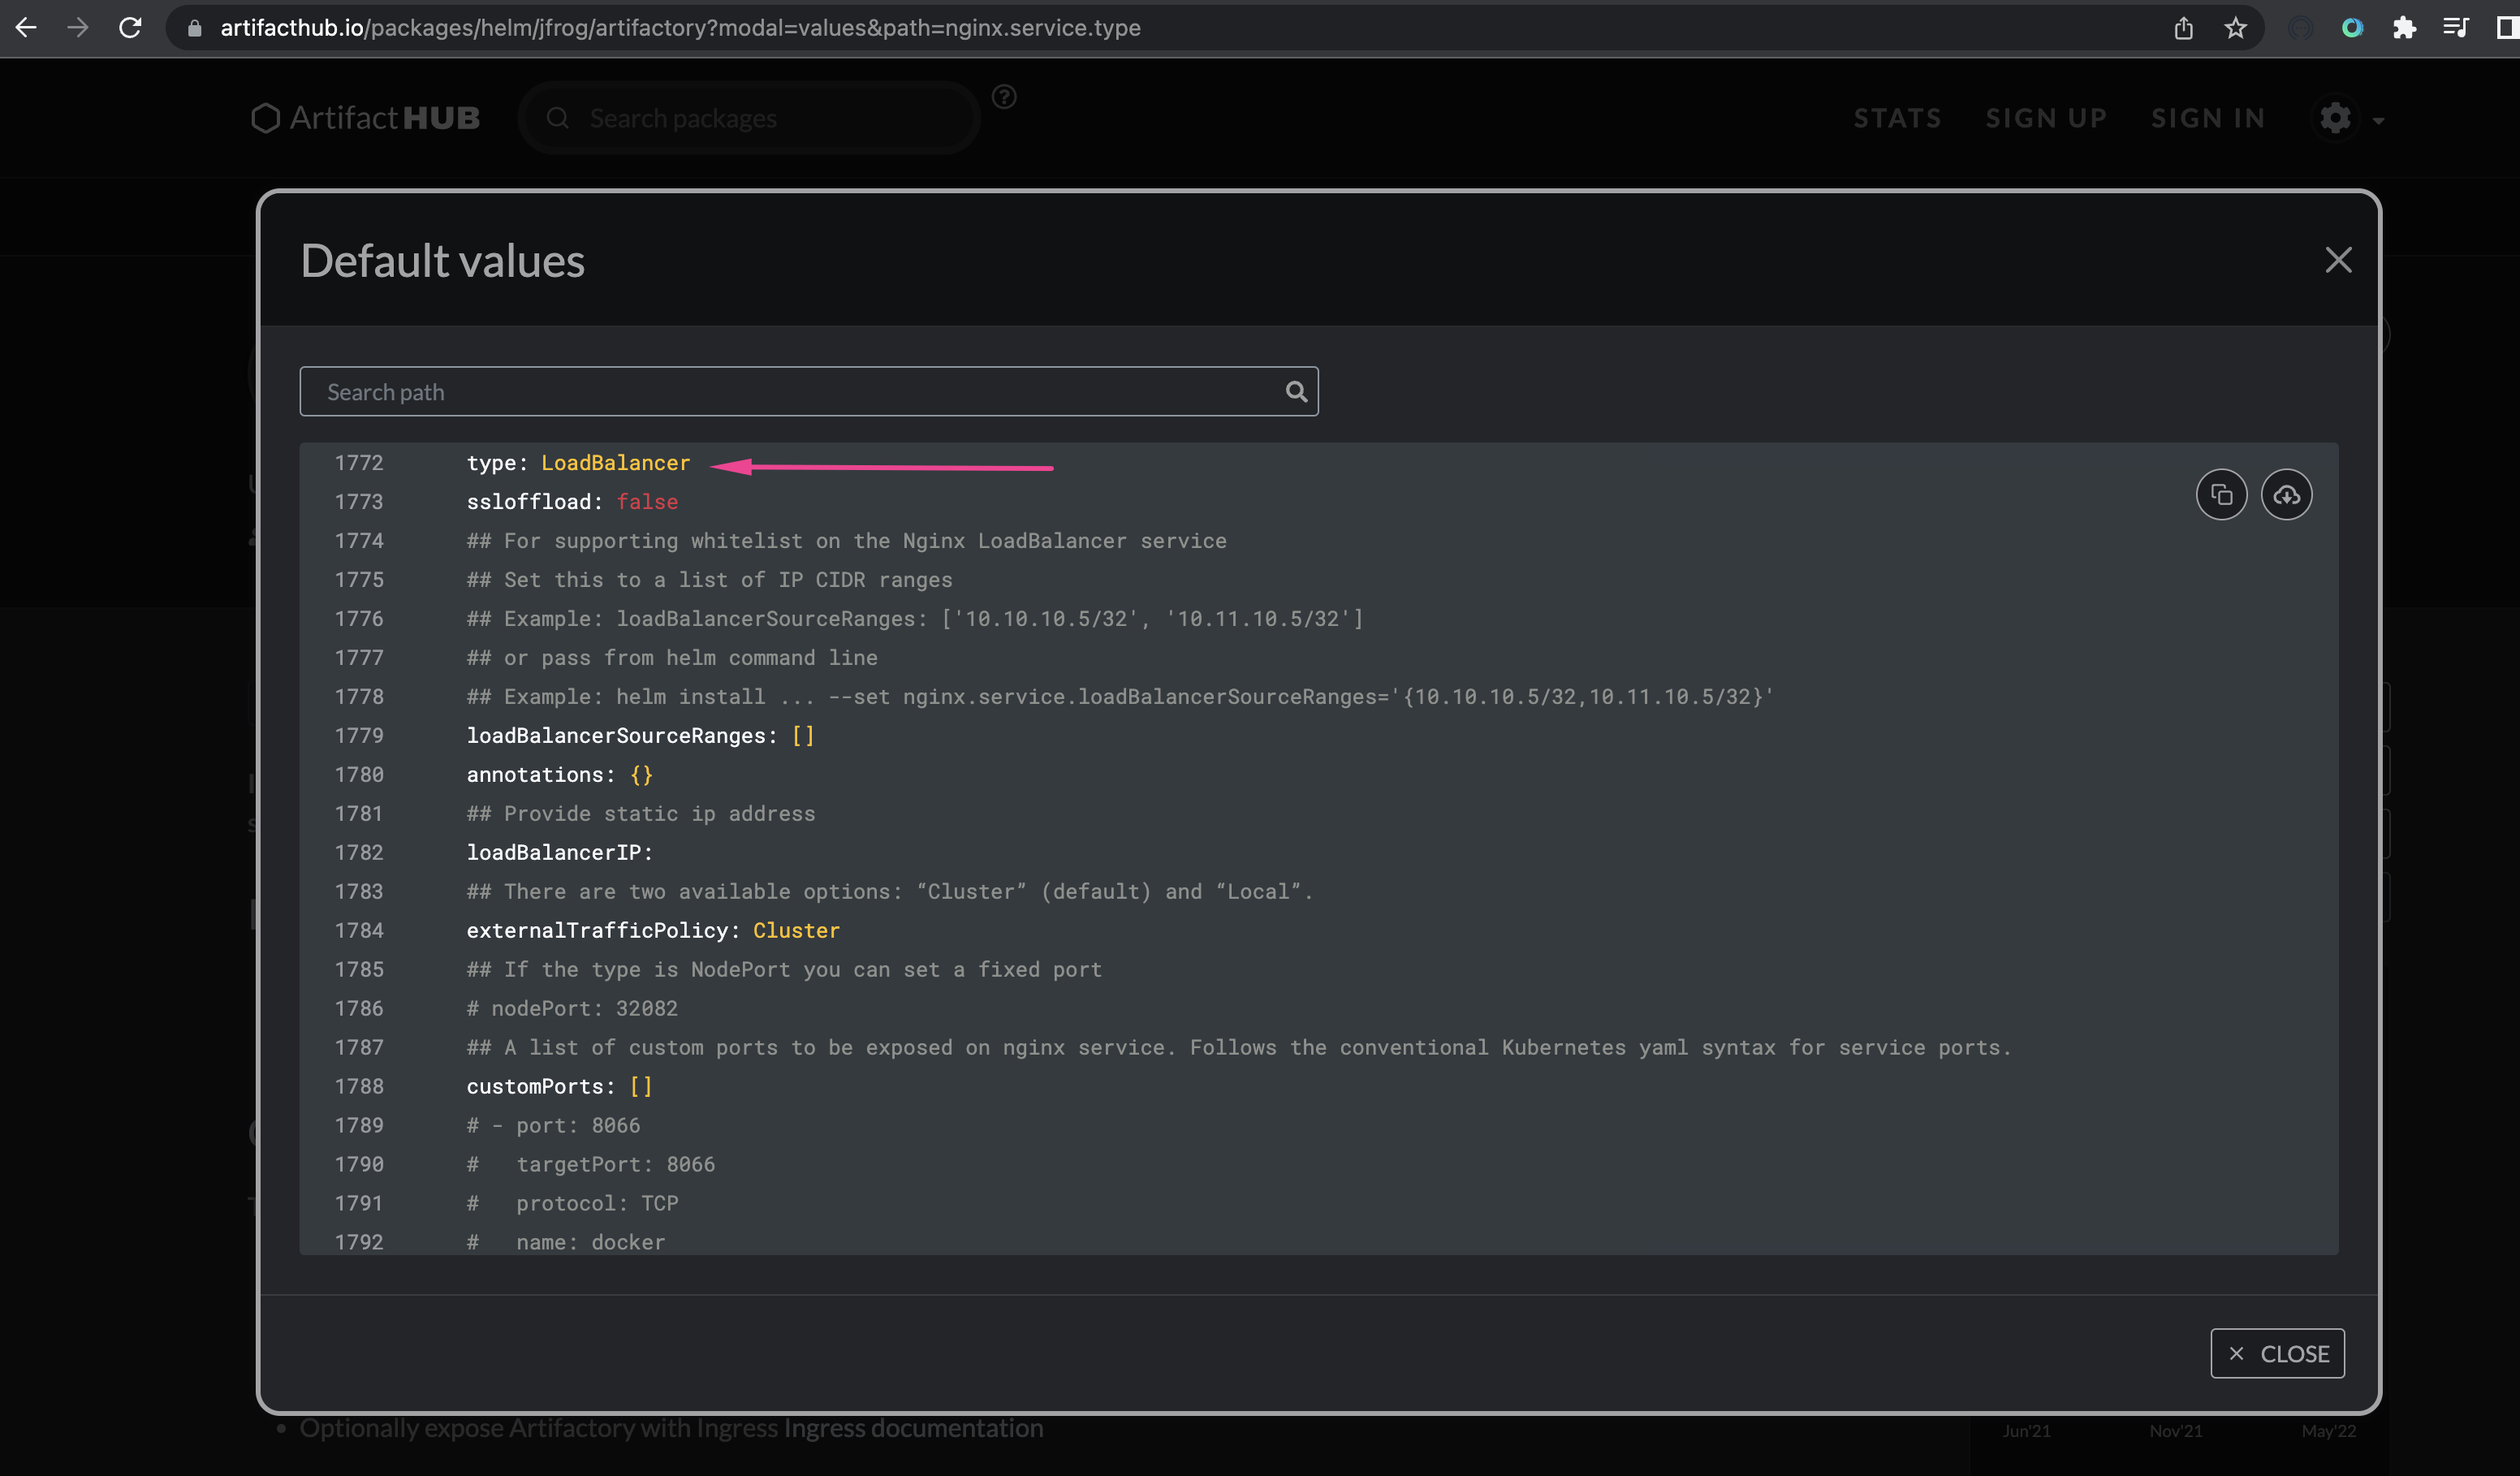 artifacthub.io/packages/helm/jfrog/artifactory?modal=values&path=nginx.service.type
ArtifactHUB
Search packages
STATS
SIGN UP
SIGN IN
Default values
Search path
1772 type: LoadBalancer
1773 ssloffload: false
1774 ## For supporting whitelist on the Nginx LoadBalancer service
1775 ## Set this to a list of IP CIDR ranges
1776 ## Example: loadBalancerSourceRanges: ['10.10.10.5/32', '10.11.10.5/32']
1777 ## or pass from helm command line
1778 ## Example: helm install ... --set nginx.service.loadBalancerSourceRanges='{10.10.10.5/32,10.11.10.5/32}'
1779 loadBalancerSourceRanges: []
1780 annotations: {}
1781 ## Provide static ip address
1782 loadBalancerIP:
1783 ## There are two available options: “Cluster” (default) and “Local”.
1784 externalTrafficPolicy: Cluster
1785 ## If the type is NodePort you can set a fixed port
1786 # nodePort: 32082
1787 ## A list of custom ports to be exposed on nginx service. Follows the conventional Kubernetes yaml syntax for service ports.
1788 customPorts: []
1789 # - port: 8066
1790 #   targetPort: 8066
1791 #   protocol: TCP
1792 #   name: docker
× CLOSE
• Optionally expose Artifactory with Ingress Ingress documentation
Jun'21
Nov'21
May'22